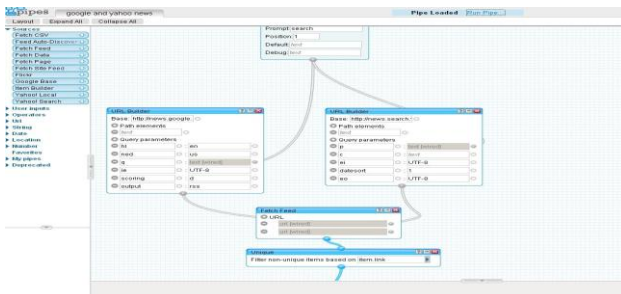 pipes google and yahoo news
Pipe Loaded Run Pipe...
Layout Expand All Collapse All
Sources
Fetch CSV
Feed Auto-Discovery
Fetch Feed
Fetch Data
Fetch Page
Fetch Site Feed
Flickr
Google Base
Item Builder
Yahoo! Local
Yahoo! Search
User inputs
Operators
Url
String
Date
Location
Number
Favorites
My pipes
Deprecated
Prompt: search
Position: 1
Default: text
Debug: text
URL Builder
Base: http://news.google.
Path elements
text
Query parameters
: en
ned : us
q : text [wired]
ie : UTF-8
scoring : d
output : rss
URL Builder
Base: http://news.search.
Path elements
text
Query parameters
p : text [wired]
c : text
ei : UTF-8
datesort : 1
eo : UTF-8
Fetch Feed
URL
url [wired]
url [wired]
Unique
Filter non-unique items based on item.link